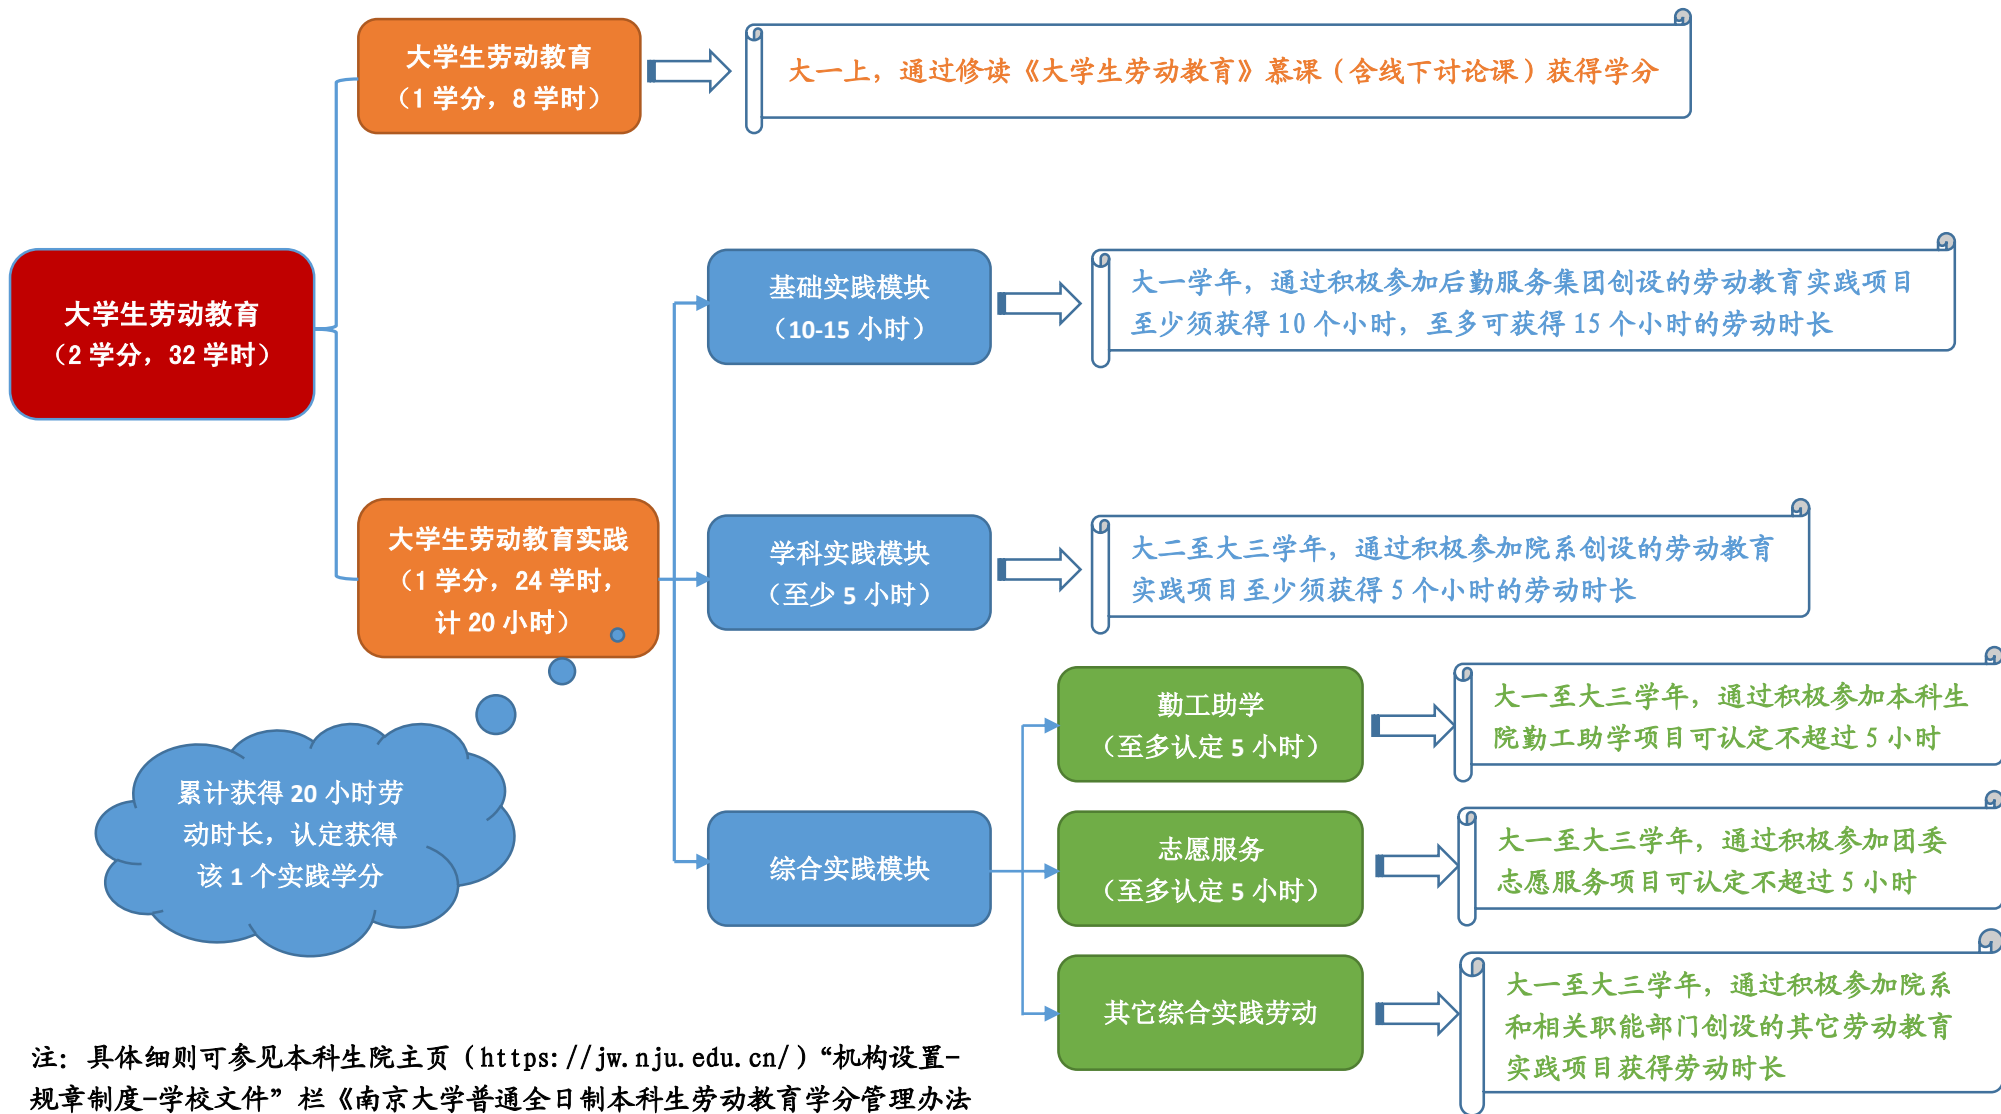 大学生劳动教育
（1 学分，8 学时）
大一上，通过修读《大学生劳动教育》慕课（含线下讨论课）获得学分
大学生劳动教育
（2 学分，32 学时）
基础实践模块
（10-15 小时）
大一学年，通过积极参加后勤服务集团创设的劳动教育实践项目
至少须获得 10 个小时，至多可获得 15 个小时的劳动时长
大学生劳动教育实践
（1 学分，24 学时，
计 20 小时）
学科实践模块
（至少 5 小时）
大二至大三学年，通过积极参加院系创设的劳动教育
实践项目至少须获得 5 个小时的劳动时长
累计获得 20 小时劳
动时长，认定获得
该 1 个实践学分
综合实践模块
勤工助学
（至多认定 5 小时）
大一至大三学年，通过积极参加本科生
院勤工助学项目可认定不超过 5 小时
志愿服务
（至多认定 5 小时）
大一至大三学年，通过积极参加团委
志愿服务项目可认定不超过 5 小时
其它综合实践劳动
大一至大三学年，通过积极参加院系
和相关职能部门创设的其它劳动教育
实践项目获得劳动时长
注：具体细则可参见本科生院主页（https://jw.nju.edu.cn/）“机构设置-
规章制度-学校文件”栏《南京大学普通全日制本科生劳动教育学分管理办法